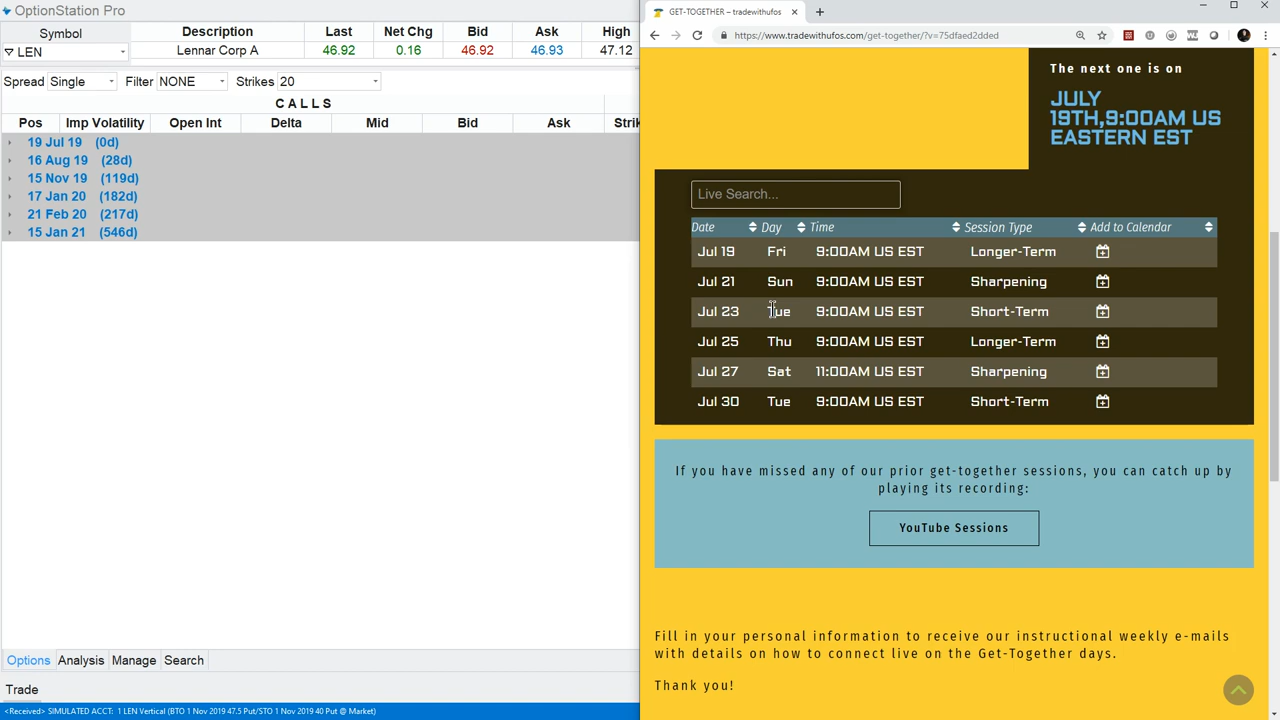 OptionStation Pro
Symbol Description Last Net Chg Bid Ask High
LEN Lennar Corp A 46.92 0.16 46.92 46.93 47.12
Spread Single Filter NONE Strikes 20
CALLS
Pos Imp Volatility Open Int Delta Mid Bid Ask Strik
19 Jul 19 (0d)
16 Aug 19 (28d)
15 Nov 19 (119d)
17 Jan 20 (182d)
21 Feb 20 (217d)
15 Jan 21 (546d)
Options Analysis Manage Search
Trade
<Received> SIMULATED ACCT: 1 LEN Vertical (BTO 1 Nov 2019 47.5 Put/STO 1 Nov 2019 40 Put @ Market)
GET-TOGETHER – tradewithufos
https://www.tradewithufos.com/get-together/?v=75dfaed2dded
The next one is on
JULY
19TH,9:00AM US
EASTERN EST
Live Search...
Date Day Time Session Type Add to Calendar
Jul 19 Fri 9:00AM US EST Longer-Term
Jul 21 Sun 9:00AM US EST Sharpening
Jul 23 Tue 9:00AM US EST Short-Term
Jul 25 Thu 9:00AM US EST Longer-Term
Jul 27 Sat 11:00AM US EST Sharpening
Jul 30 Tue 9:00AM US EST Short-Term
If you have missed any of our prior get-together sessions, you can catch up by
playing its recording:
YouTube Sessions
Fill in your personal information to receive our instructional weekly e-mails
with details on how to connect live on the Get-Together days.
Thank you!